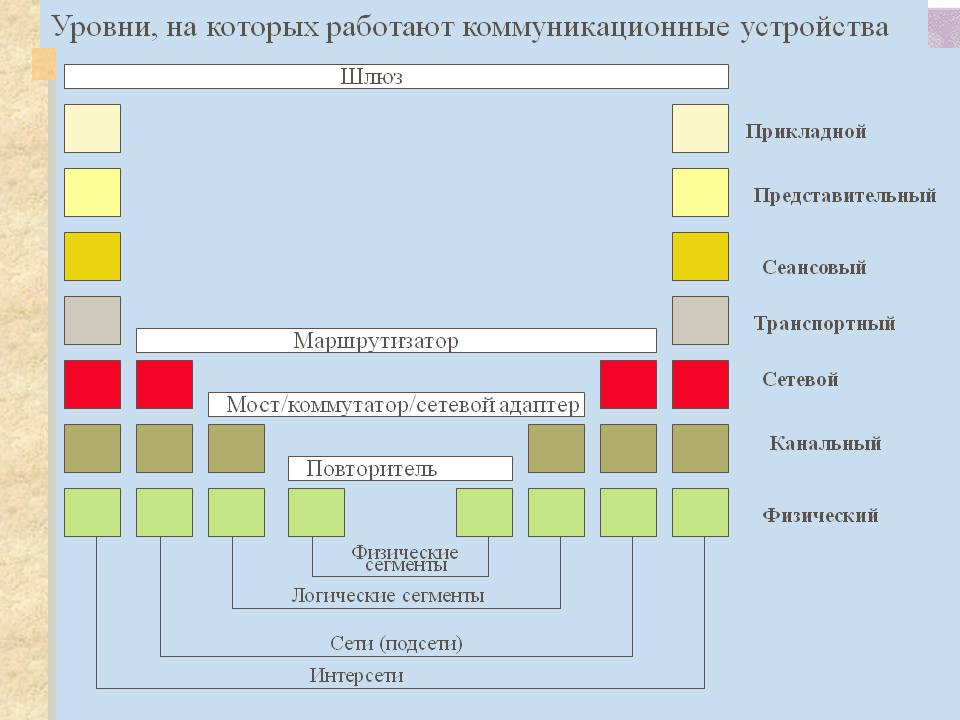 Уровни, на которых работают коммуникационные устройства
Шлюз
Прикладной
Представительный
Сеансовый
Транспортный
Маршрутизатор
Сетевой
Мост/коммутатор/сетевой адаптер
Канальный
Повторитель
Физический
Физические
сегменты
Логические сегменты
Сети (подсети)
Интерсети